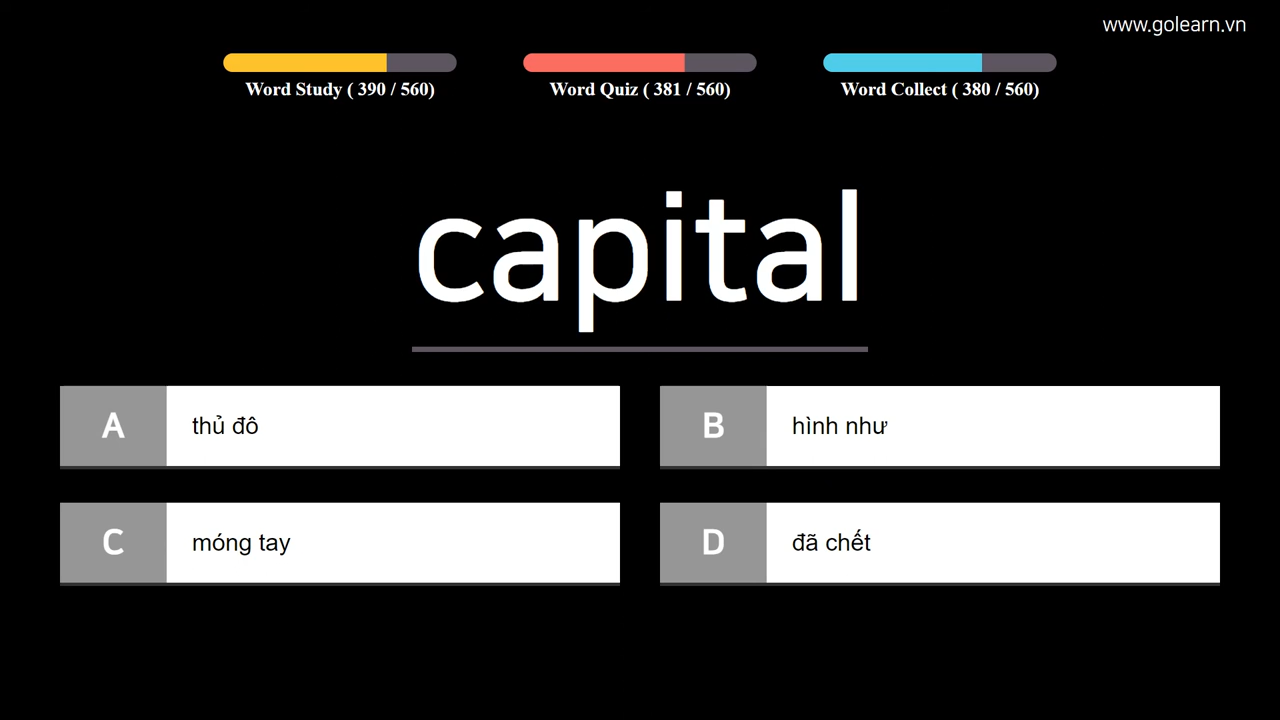 www.golearn.vn
Word Study ( 390 / 560)
Word Quiz ( 381 / 560)
Word Collect ( 380 / 560)
capital
A thủ đô
B hình như
C móng tay
D đã chết